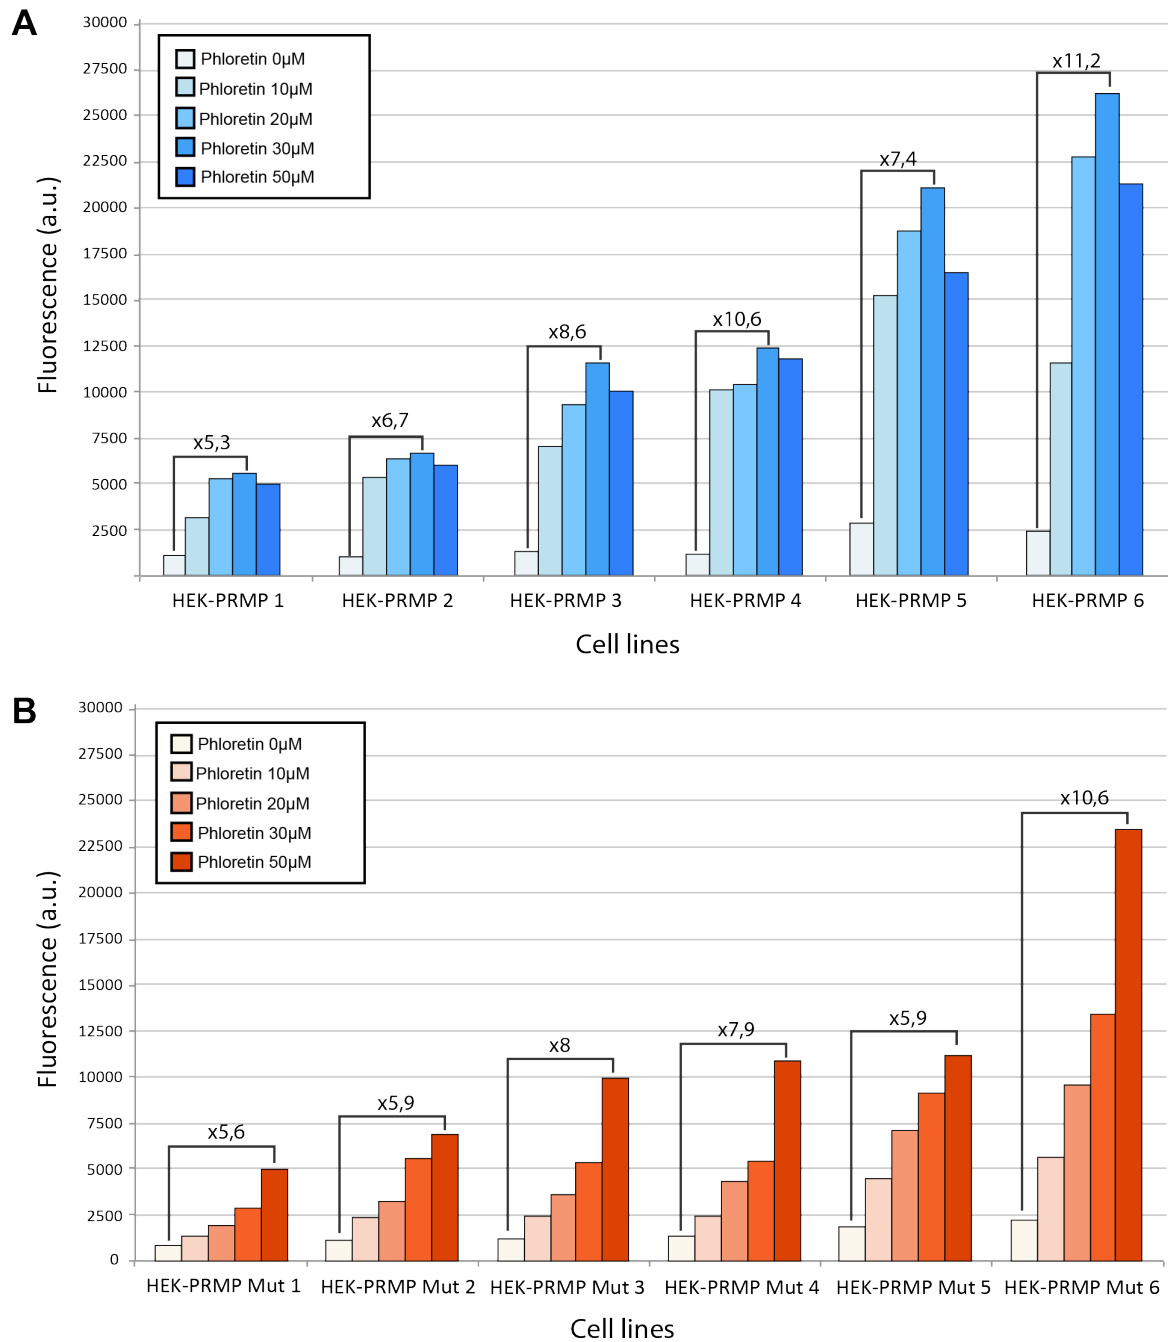 A
30000
27500
25000
22500
20000
17500
15000
12500
10000
7500
5000
2500
Fluorescence (a.u.)
Phloretin 0µM
Phloretin 10µM
Phloretin 20µM
Phloretin 30µM
Phloretin 50µM
x5,3
x6,7
x8,6
x10,6
x7,4
x11,2
HEK-PRMP 1 HEK-PRMP 2 HEK-PRMP 3 HEK-PRMP 4 HEK-PRMP 5 HEK-PRMP 6
Cell lines
B
30000
27500
25000
22500
20000
17500
15000
12500
10000
7500
5000
2500
0
Fluorescence (a.u.)
Phloretin 0µM
Phloretin 10µM
Phloretin 20µM
Phloretin 30µM
Phloretin 50µM
x5,6
x5,9
x8
x7,9
x5,9
x10,6
HEK-PRMP Mut 1 HEK-PRMP Mut 2 HEK-PRMP Mut 3 HEK-PRMP Mut 4 HEK-PRMP Mut 5 HEK-PRMP Mut 6
Cell lines